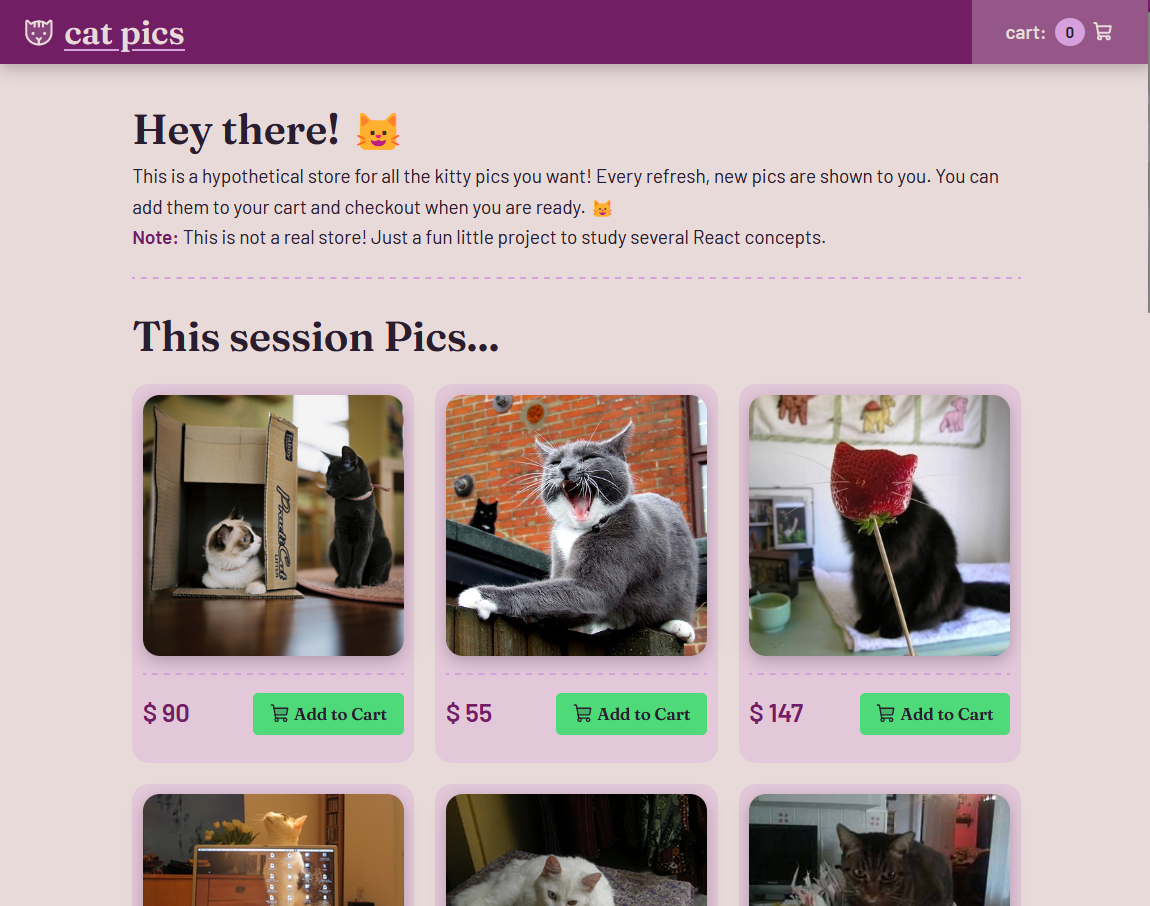 cat pics
cart: 0
Hey there!
This is a hypothetical store for all the kitty pics you want! Every refresh, new pics are shown to you. You can
add them to your cart and checkout when you are ready.
Note: This is not a real store! Just a fun little project to study several React concepts.
This session Pics...
PractiCat
$ 90
Add to Cart
$ 55
Add to Cart
$ 147
Add to Cart